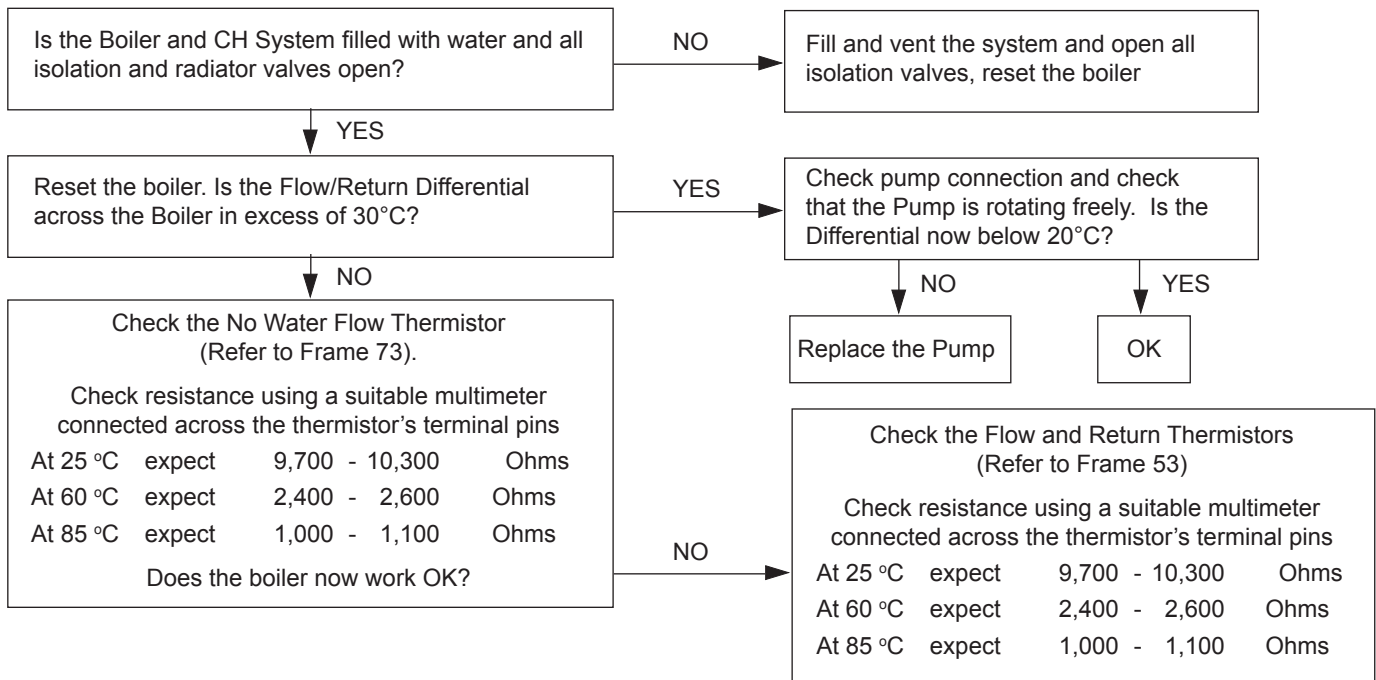 Is the Boiler and CH System filled with water and all
isolation and radiator valves open?
NO
Fill and vent the system and open all
isolation valves, reset the boiler
YES
Reset the boiler. Is the Flow/Return Differential
across the Boiler in excess of 30°C?
YES
Check pump connection and check
that the Pump is rotating freely. Is the
Differential now below 20°C?
NO
NO
YES
Replace the Pump
OK
Check the No Water Flow Thermistor
(Refer to Frame 73).
Check resistance using a suitable multimeter
connected across the thermistor's terminal pins
At 25 °C expect 9,700 - 10,300 Ohms
At 60 °C expect 2,400 - 2,600 Ohms
At 85 °C expect 1,000 - 1,100 Ohms
Does the boiler now work OK?
NO
Check the Flow and Return Thermistors
(Refer to Frame 53)
Check resistance using a suitable multimeter
connected across the thermistor's terminal pins
At 25 °C expect 9,700 - 10,300 Ohms
At 60 °C expect 2,400 - 2,600 Ohms
At 85 °C expect 1,000 - 1,100 Ohms